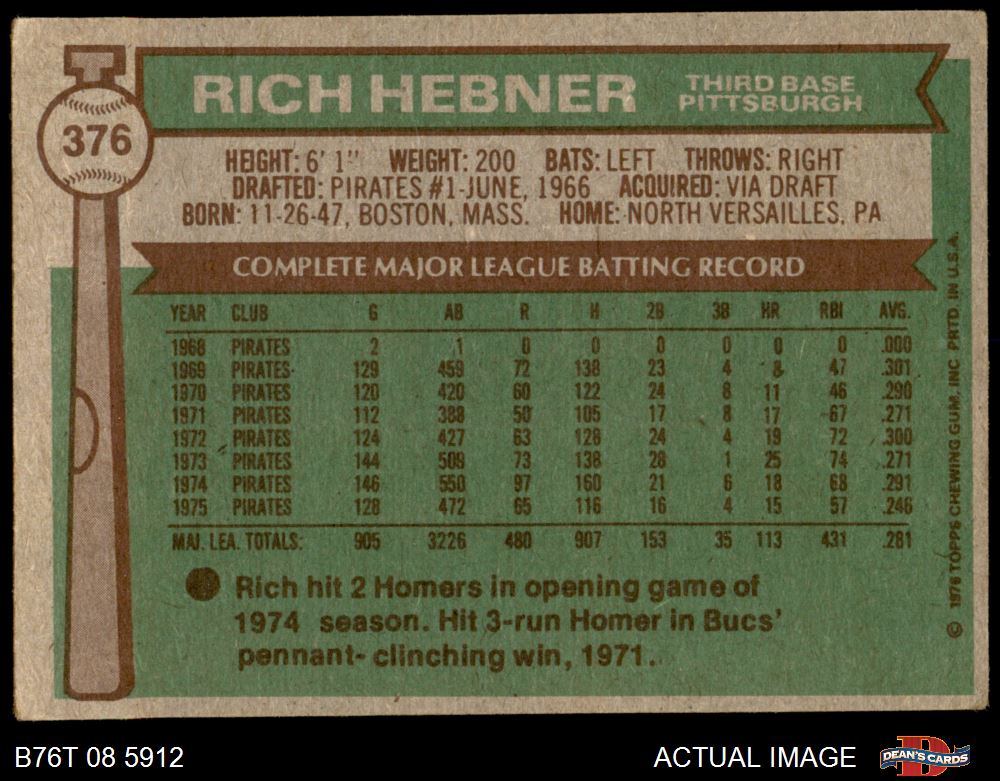 376
RICH HEBNER THIRD BASE
PITTSBURGH
HEIGHT: 6' 1" WEIGHT: 200 BATS: LEFT THROWS: RIGHT
DRAFTED: PIRATES #1-JUNE, 1966 ACQUIRED: VIA DRAFT
BORN: 11-26-47, BOSTON, MASS. HOME: NORTH VERSAILLES, PA
COMPLETE MAJOR LEAGUE BATTING RECORD
YEAR CLUB G AB R H 2B 3B HR RBI AVG.
1968 PIRATES 2 1 0 0 0 0 0 0 .000
1969 PIRATES 129 459 72 138 23 4 8 47 .301
1970 PIRATES 120 420 60 122 24 8 11 46 .290
1971 PIRATES 112 388 50 105 17 8 17 67 .271
1972 PIRATES 124 427 63 128 24 4 19 72 .300
1973 PIRATES 144 509 73 138 28 1 25 74 .271
1974 PIRATES 146 550 97 160 21 6 18 68 .291
1975 PIRATES 128 472 65 116 16 4 15 57 .246
MAJ. LEA. TOTALS: 905 3226 480 907 153 35 113 431 .281
Rich hit 2 Homers in opening game of
1974 season. Hit 3-run Homer in Bucs'
pennant-clinching win, 1971.
© 1976 TOPPS CHEWING GUM, INC PRTD. IN U.S.A.
B76T 08 5912 ACTUAL IMAGE DEAN'S CARDS